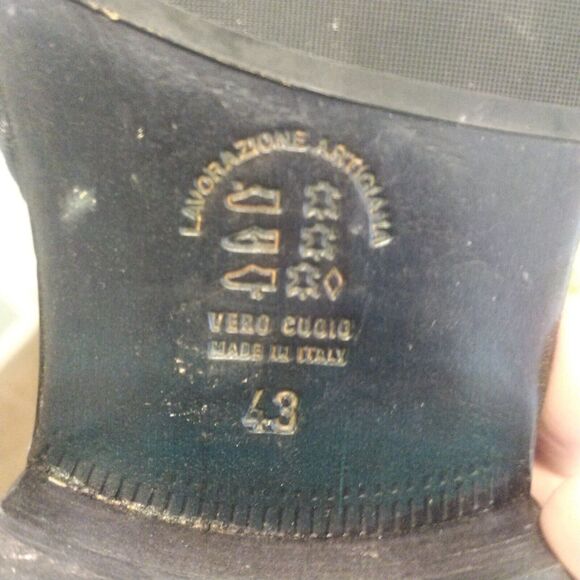 LAVORAZIONE ARTIGIANA
VERO CUOIO
MADE IN ITALY
43